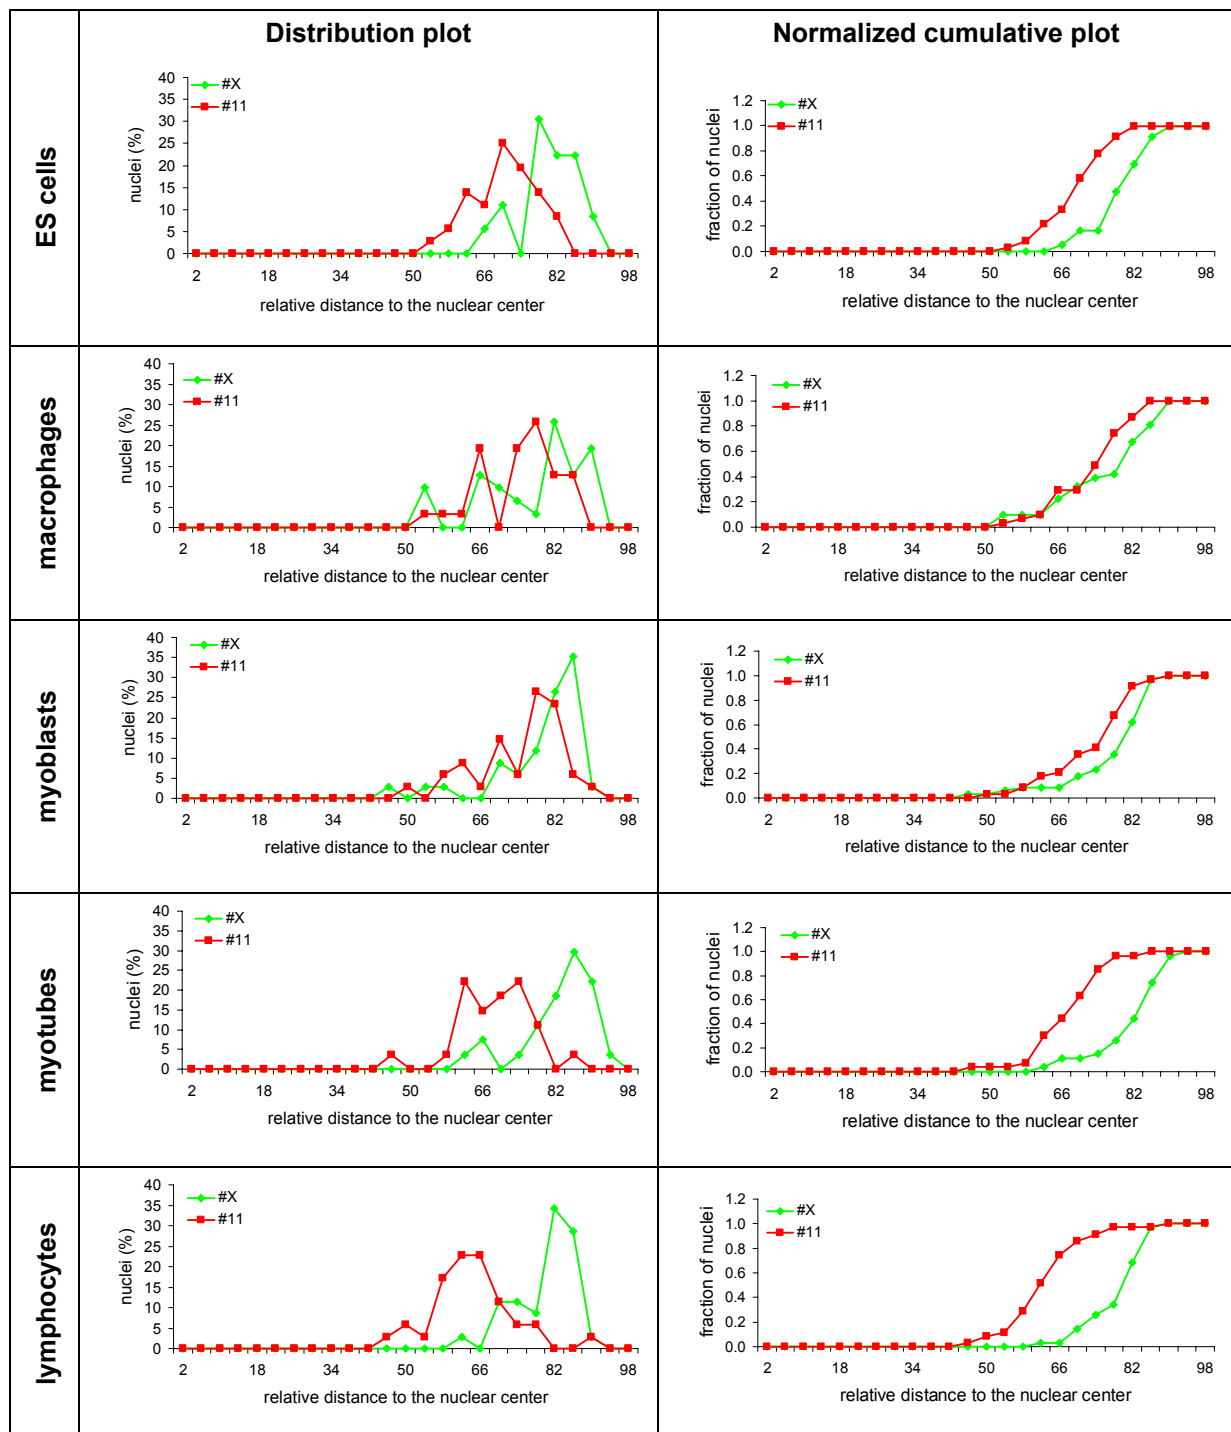 Distribution plot
Normalized cumulative plot
ES cells
40
35
30
25
20
15
10
5
0
nuclei (%)
#X
#11
2 18 34 50 66 82 98
relative distance to the nuclear center
1.2
1.0
0.8
0.6
0.4
0.2
0.0
fraction of nuclei
#X
#11
2 18 34 50 66 82 98
relative distance to the nuclear center
macrophages
40
35
30
25
20
15
10
5
0
nuclei (%)
#X
#11
2 18 34 50 66 82 98
relative distance to the nuclear center
1.2
1.0
0.8
0.6
0.4
0.2
0.0
fraction of nuclei
#X
#11
2 18 34 50 66 82 98
relative distance to the nuclear center
myoblasts
40
35
30
25
20
15
10
5
0
nuclei (%)
#X
#11
2 18 34 50 66 82 98
relative distance to the nuclear center
1.2
1.0
0.8
0.6
0.4
0.2
0.0
fraction of nuclei
#X
#11
2 18 34 50 66 82 98
relative distance to the nuclear center
myotubes
40
35
30
25
20
15
10
5
0
nuclei (%)
#X
#11
2 18 34 50 66 82 98
relative distance to the nuclear center
1.2
1.0
0.8
0.6
0.4
0.2
0.0
fraction of nuclei
#X
#11
2 18 34 50 66 82 98
relative distance to the nuclear center
lymphocytes
40
35
30
25
20
15
10
5
0
nuclei (%)
#X
#11
2 18 34 50 66 82 98
relative distance to the nuclear center
1.2
1.0
0.8
0.6
0.4
0.2
0.0
fraction of nuclei
#X
#11
2 18 34 50 66 82 98
relative distance to the nuclear center